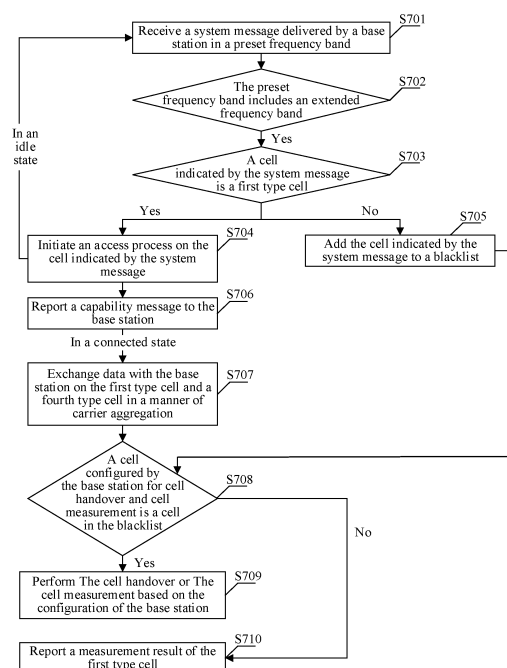 S701
Receive a system message delivered by a base
station in a preset frequency band
S702
The preset
frequency band includes an extended
frequency band
In an
idle
state
Yes
S703
A cell
indicated by the system message
is a first type cell
Yes
No
S704
Initiate an access process on the
cell indicated by the system
message
S705
Add the cell indicated by the
system message to a blacklist
S706
Report a capability message to the
base station
In a connected state
S707
Exchange data with the base
station on the first type cell and a
fourth type cell in a manner of
carrier aggregation
S708
A cell
configured by
the base station for cell
handover and cell
measurement is a cell
in the blacklist
No
Yes
S709
Perform The cell handover or The
cell measurement based on the
configuration of the base station
S710
Report a measurement result of the
first type cell